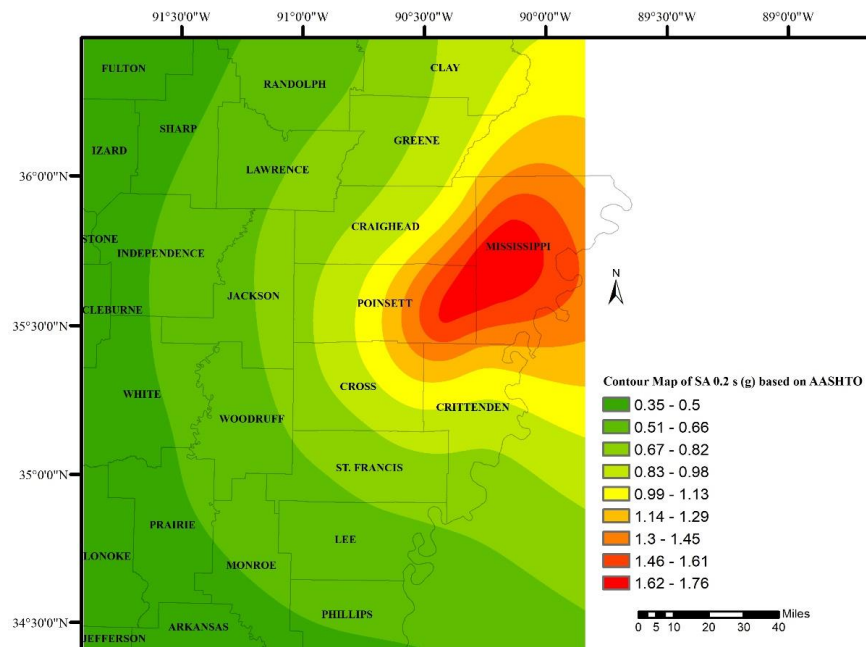 91°30'0"W 91°00'0"W 90°30'0"W 90°00'0"W 89°30'0"W 89°00'0"W
FULTON
CLAY
RANDOLPH
SHARP
GREENE
IZARD
36°0'0"N
LAWRENCE
CRAIGHEAD
STONE
MISSISSIPPI
INDEPENDENCE
N
JACKSON
POINSETT
CLEBURNE
35°30'0"N
Contour Map of SA 0.2 s (g) based on AASHTO
0.35 - 0.5
0.51 - 0.66
0.67 - 0.82
0.83 - 0.98
0.99 - 1.13
1.14 - 1.29
1.3 - 1.45
1.46 - 1.61
1.62 - 1.76
CROSS
WHITE
CRITTENDEN
WOODRUFF
35°0'0"N
ST. FRANCIS
PRAIRIE
LEE
LONOKE
MONROE
PHILLIPS
34°30'0"N
ARKANSAS
JEFFERSON
Miles
0 5 10 20 30 40